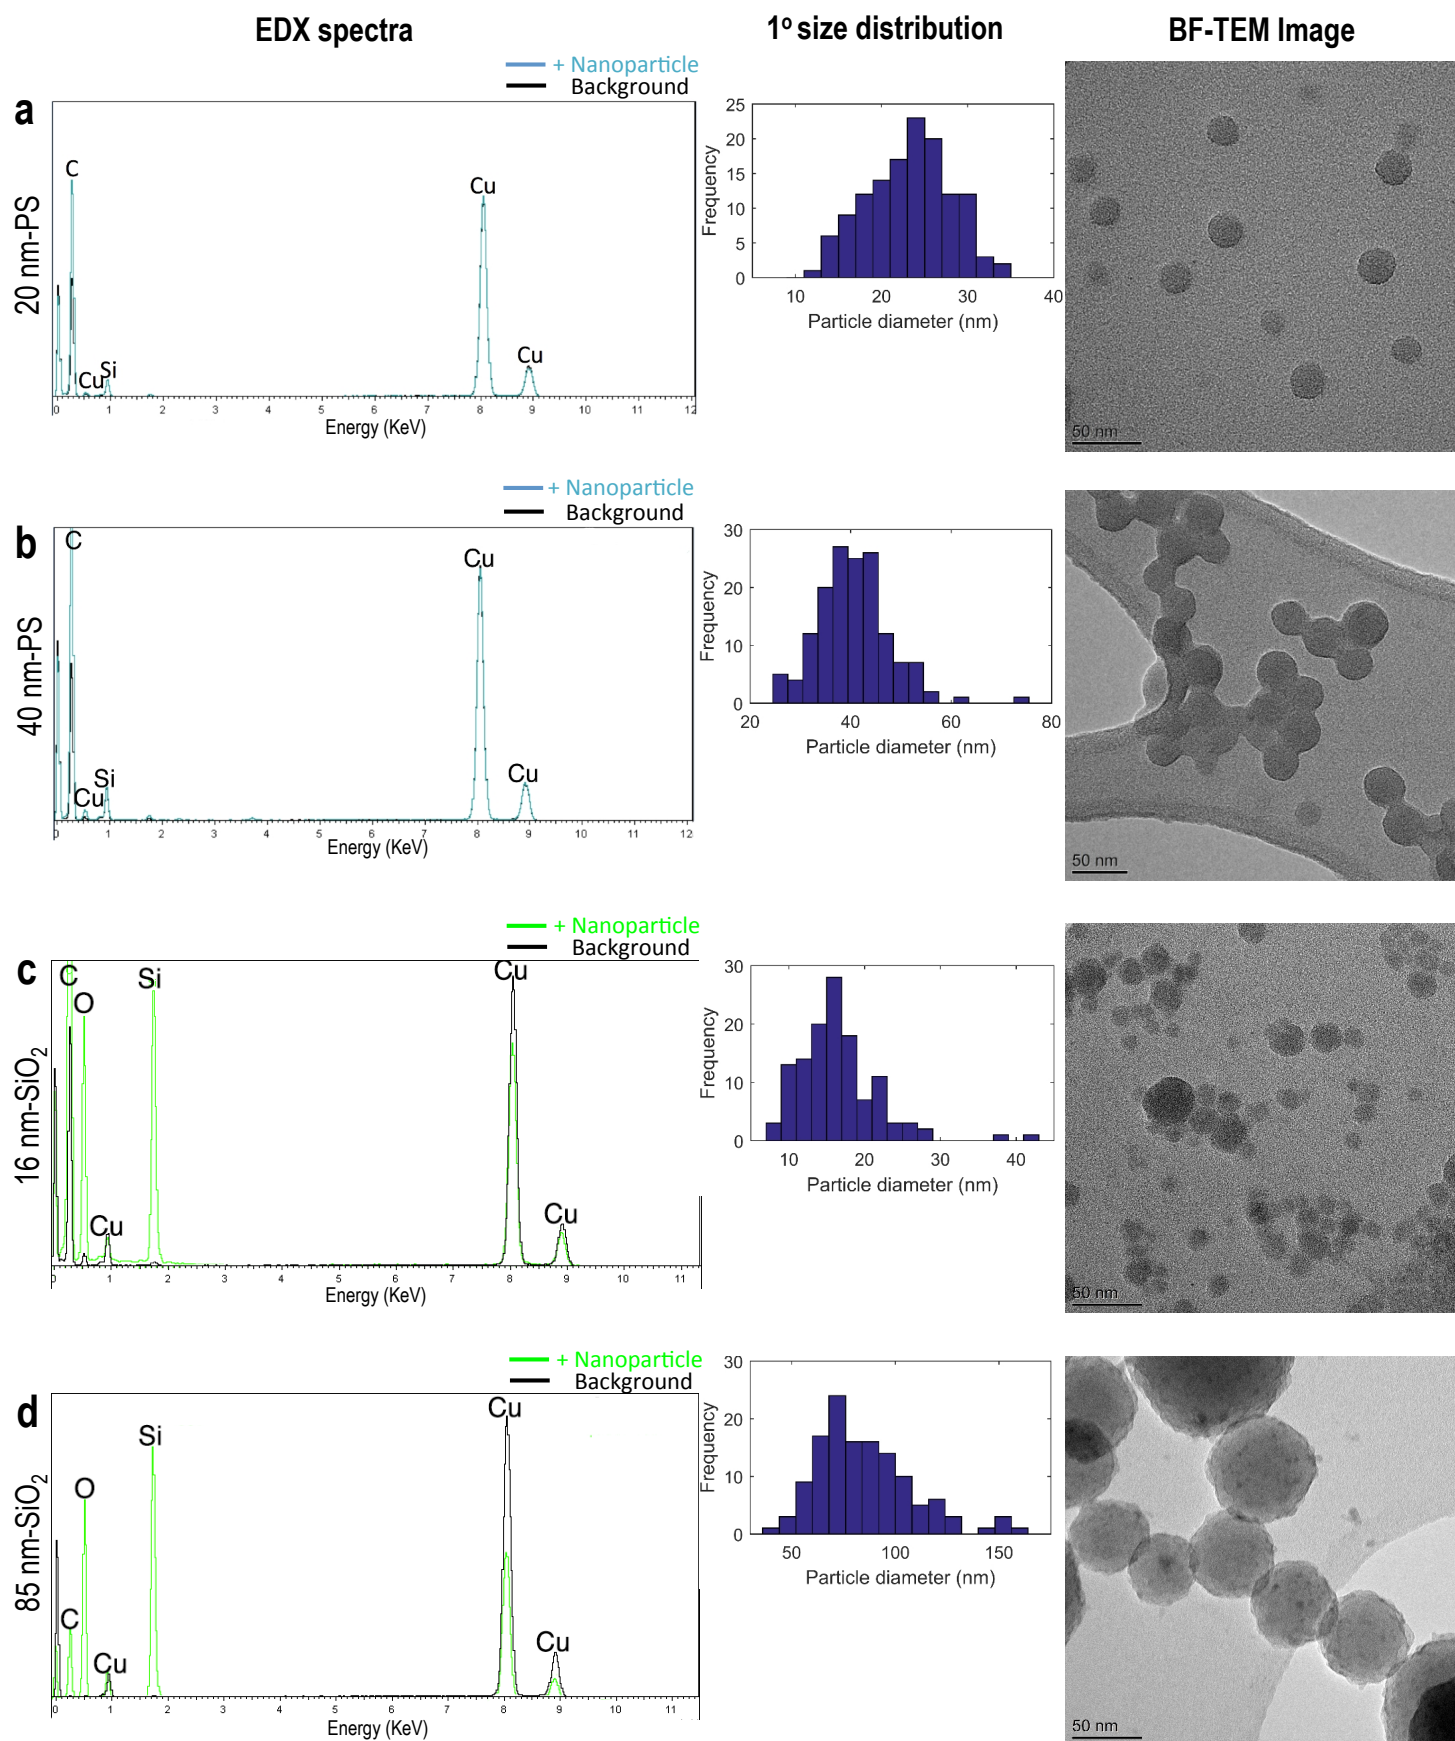 EDX spectra
1º size distribution
BF-TEM Image
+ Nanoparticle
Background
a
20 nm-PS
C
Cu
Si
Cu
Cu
0 1 2 3 4 5 6 7 8 9 10 11 12
Energy (KeV)
25
20
15
10
5
0
Frequency
10 20 30 40
Particle diameter (nm)
50 nm
+ Nanoparticle
Background
b
40 nm-PS
C
Cu
Si
Cu
Cu
0 1 2 3 4 5 6 7 8 9 10 11 12
Energy (KeV)
30
20
10
0
Frequency
20 40 60 80
Particle diameter (nm)
50 nm
+ Nanoparticle
Background
c
16 nm-SiO₂
C
O
Cu
Si
Cu
Cu
0 1 2 3 4 5 6 7 8 9 10 11
Energy (KeV)
30
20
10
0
Frequency
10 20 30 40
Particle diameter (nm)
50 nm
+ Nanoparticle
Background
d
85 nm-SiO₂
C
O
Cu
Si
Cu
Cu
0 1 2 3 4 5 6 7 8 9 10 11
Energy (KeV)
30
20
10
0
Frequency
50 100 150
Particle diameter (nm)
50 nm